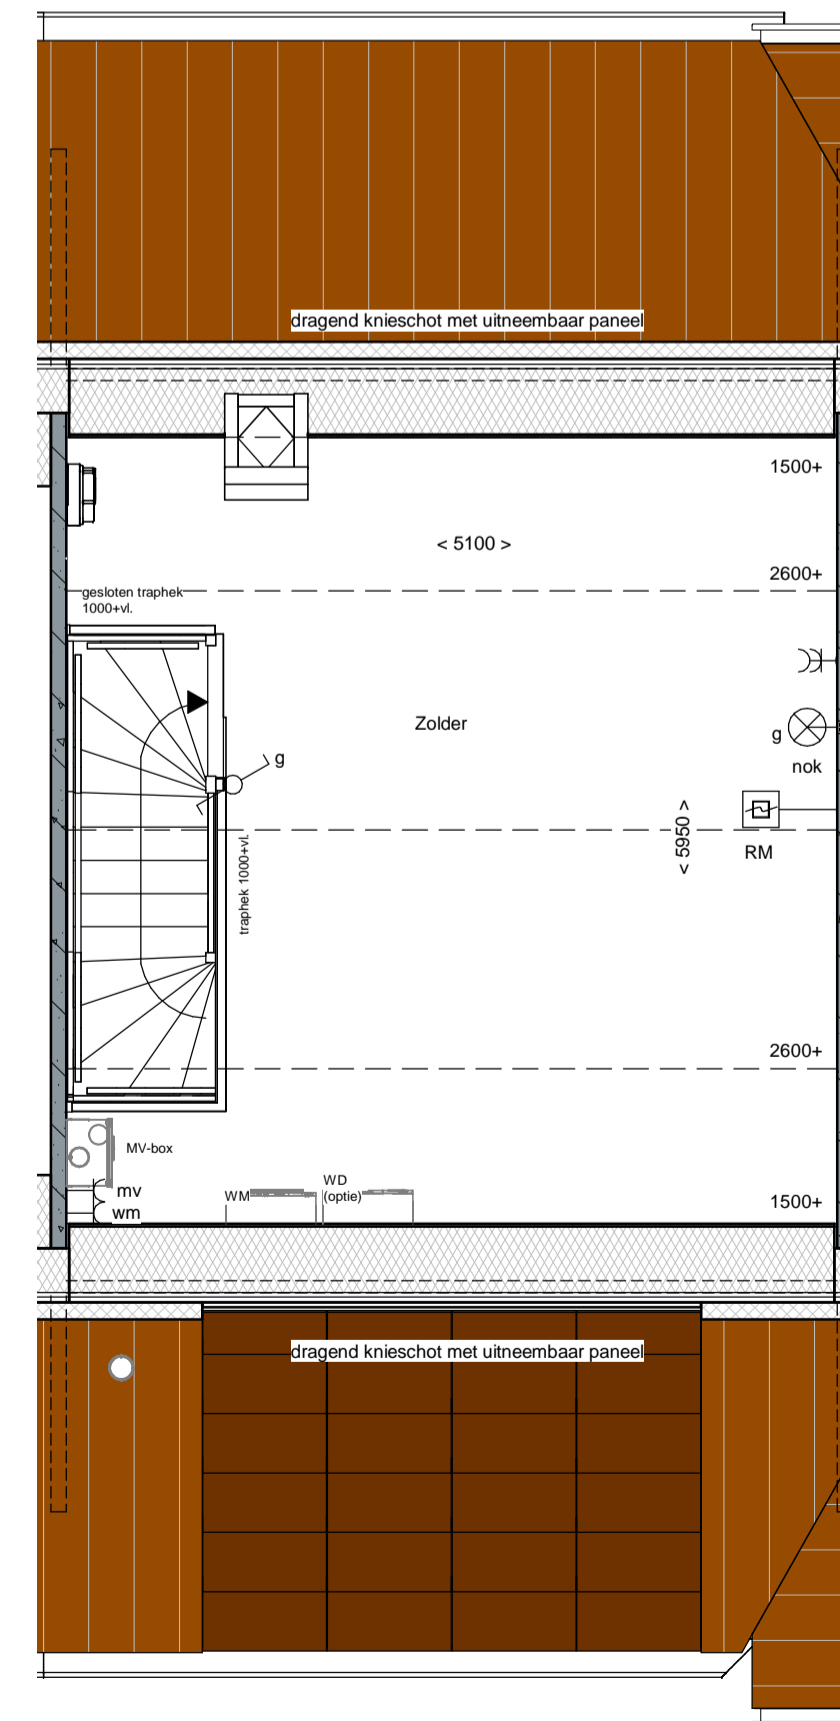 dragend knieschot met uitneembaar paneel
1500+
< 5100 >
2600+
gesloten traphek
1000+vl.
Zolder
g
g
nok
< 5950 >
RM
traphek 1000+vl.
2600+
MV-box
mv
wm
WM
WD
(optie)
1500+
dragend knieschot met uitneembaar paneel